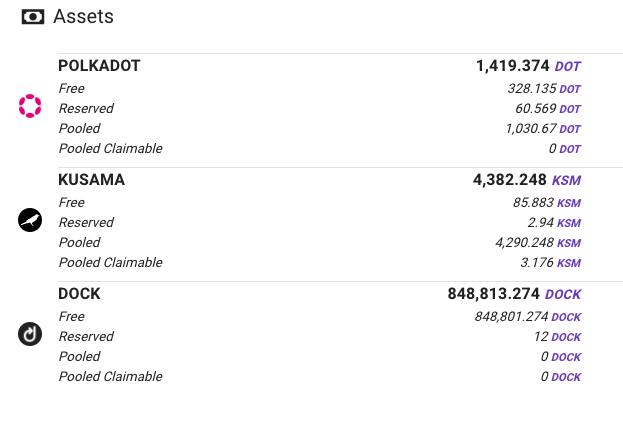 Assets
POLKADOT 1,419.374 DOT
Free 328.135 DOT
Reserved 60.569 DOT
Pooled 1,030.67 DOT
Pooled Claimable 0 DOT
KUSAMA 4,382.248 KSM
Free 85.883 KSM
Reserved 2.94 KSM
Pooled 4,290.248 KSM
Pooled Claimable 3.176 KSM
DOCK 848,813.274 DOCK
Free 848,801.274 DOCK
Reserved 12 DOCK
Pooled 0 DOCK
Pooled Claimable 0 DOCK